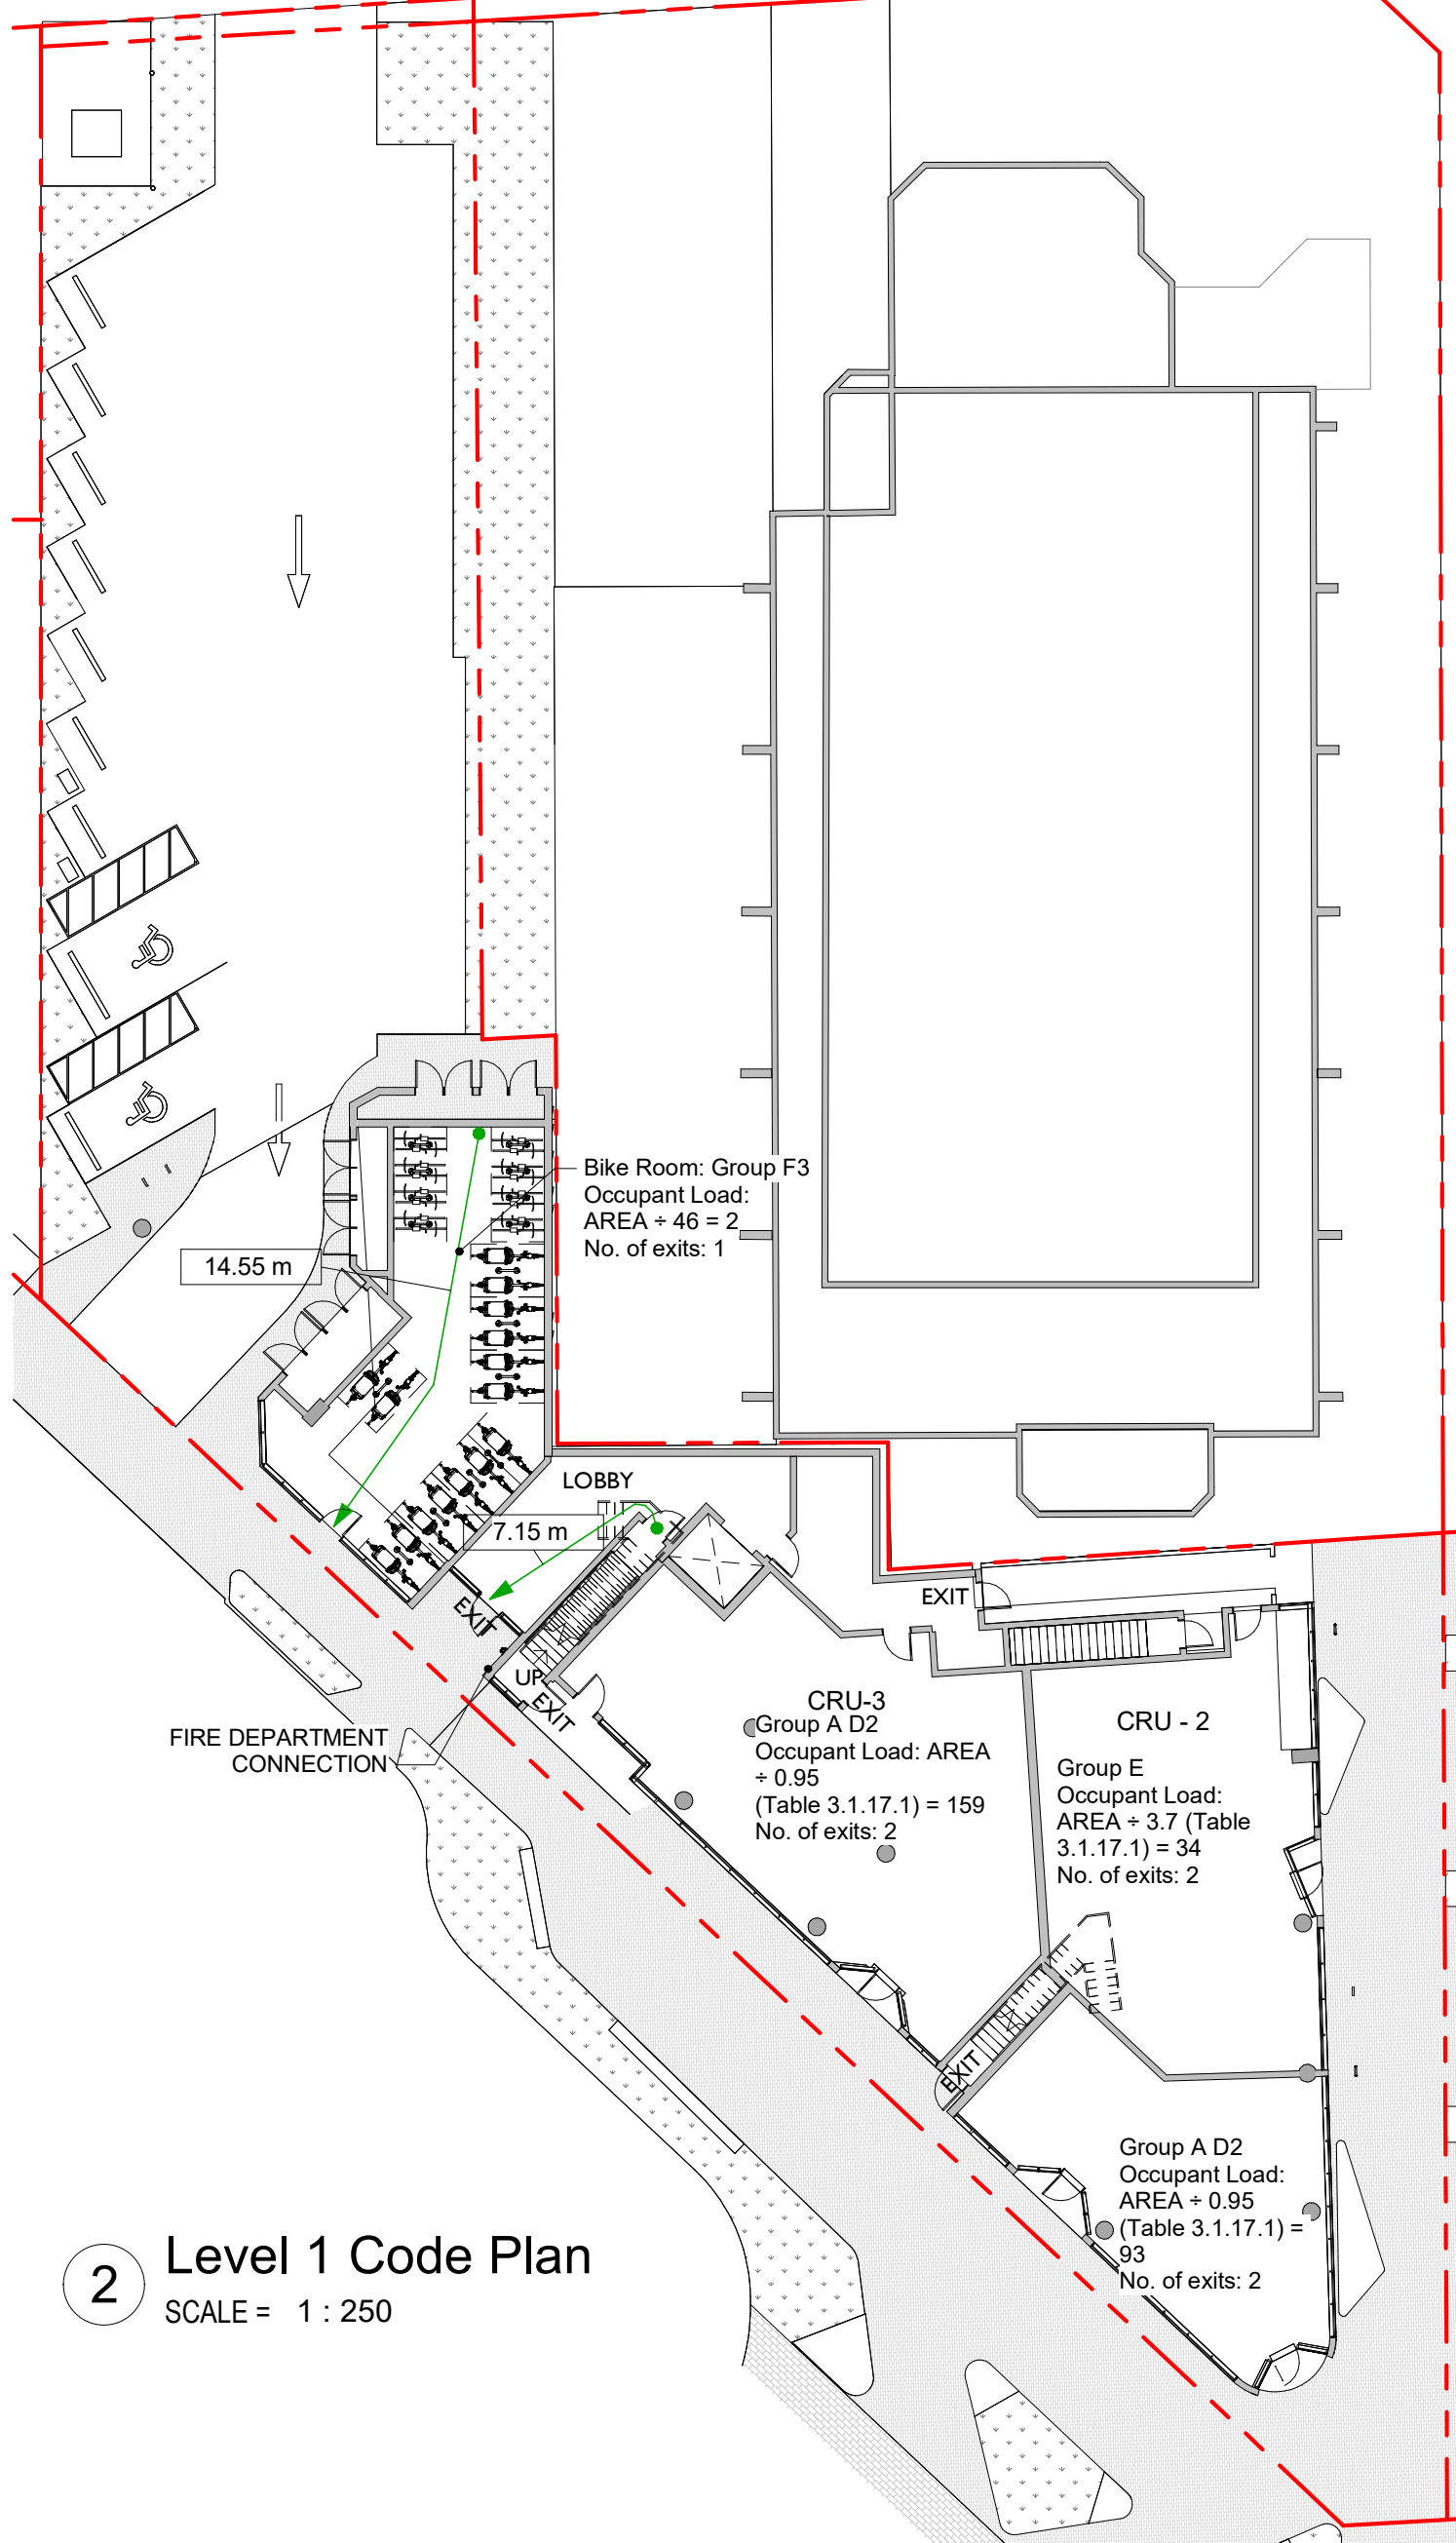 Bike Room: Group F3
Occupant Load:
AREA ÷ 46 = 2
No. of exits: 1
14.55 m
LOBBY
7.15 m
EXIT
EXIT
UP
EXIT
FIRE DEPARTMENT
CONNECTION
CRU-3
Group A D2
Occupant Load: AREA
÷ 0.95
(Table 3.1.17.1) = 159
No. of exits: 2
CRU - 2
Group E
Occupant Load:
AREA ÷ 3.7 (Table
3.1.17.1) = 34
No. of exits: 2
EXIT
Group A D2
Occupant Load:
AREA ÷ 0.95
(Table 3.1.17.1) =
93
No. of exits: 2
2
Level 1 Code Plan
SCALE = 1 : 250